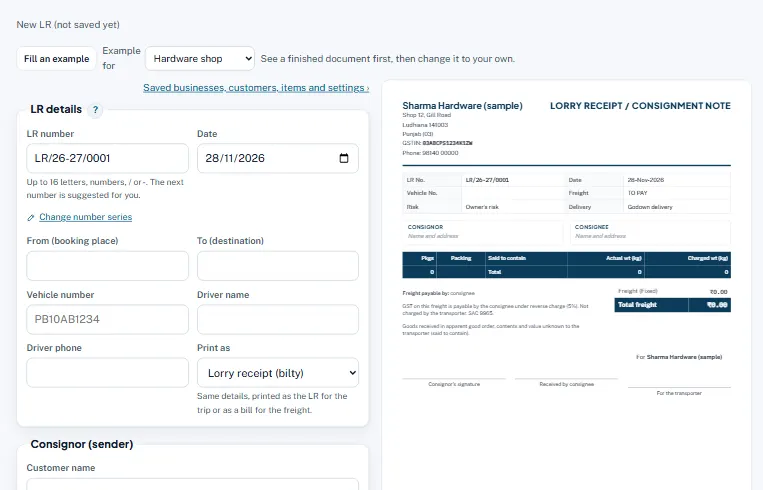 New LR (not saved yet)
Fill an example
Example for
Hardware shop
See a finished document first, then change it to your own.
Saved businesses, customers, items and settings ›
LR details ?
LR number
Date
LR/26-27/0001
28/11/2026
Up to 16 letters, numbers, / or -. The next
number is suggested for you.
Change number series
From (booking place)
To (destination)
Vehicle number
Driver name
PB10AB1234
Driver phone
Print as
Lorry receipt (bilty)
Same details, printed as the LR for the
trip or as a bill for the freight.
Consignor (sender)
Customer name
Sharma Hardware (sample)
LORRY RECEIPT / CONSIGNMENT NOTE
Shop 12, Gill Road
Ludhiana 141003
Punjab (03)
GSTIN: 03ABCPS1234K1ZW
Phone: 98140 00000
LR No. LR/26-27/0001 Date 28-Nov-2026
Vehicle No. Freight TO PAY
Risk Owner's risk Delivery Godown delivery
CONSIGNOR
Name and address
CONSIGNEE
Name and address
Pkgs Packing Said to contain Actual wt (kg) Charged wt (kg)
0 Total 0 0
Freight payable by: consignee
Freight (Fixed) ₹0.00
Total freight ₹0.00
GST on this freight is payable by the consignee under reverse charge (5%). Not
charged by the transporter. SAC 9965.
Goods received in apparent good order, contents and value unknown to the
transporter (said to contain).
For Sharma Hardware (sample)
Consignor's signature
Received by consignee
For the transporter